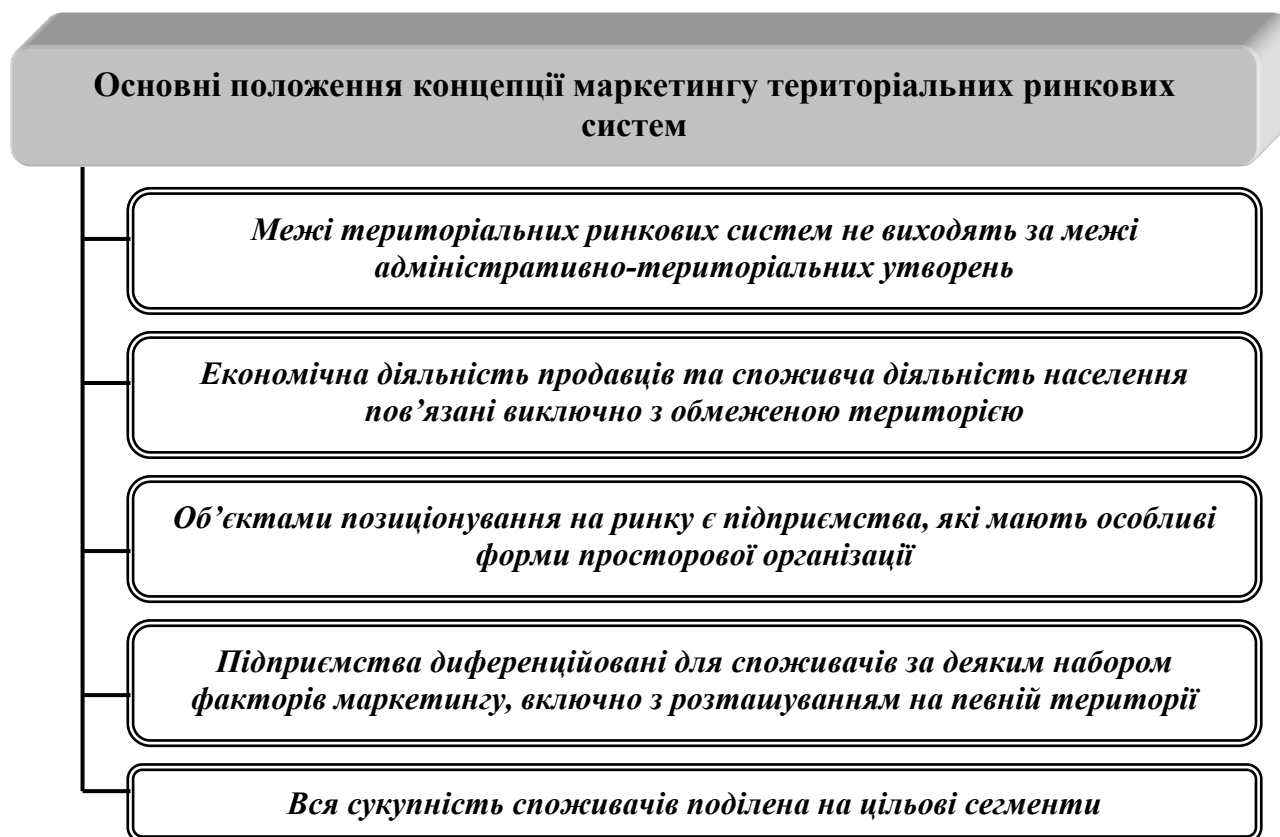 Основні положення концепції маркетингу територіальних ринкових
систем
Межі територіальних ринкових систем не виходять за межі
адміністративно-територіальних утворень
Економічна діяльність продавців та споживча діяльність населення
пов’язані виключно з обмеженою територією
Об’єктами позиціонування на ринку є підприємства, які мають особливі
форми просторової організації
Підприємства диференційовані для споживачів за деяким набором
факторів маркетингу, включно з розташуванням на певній території
Вся сукупність споживачів поділена на цільові сегменти